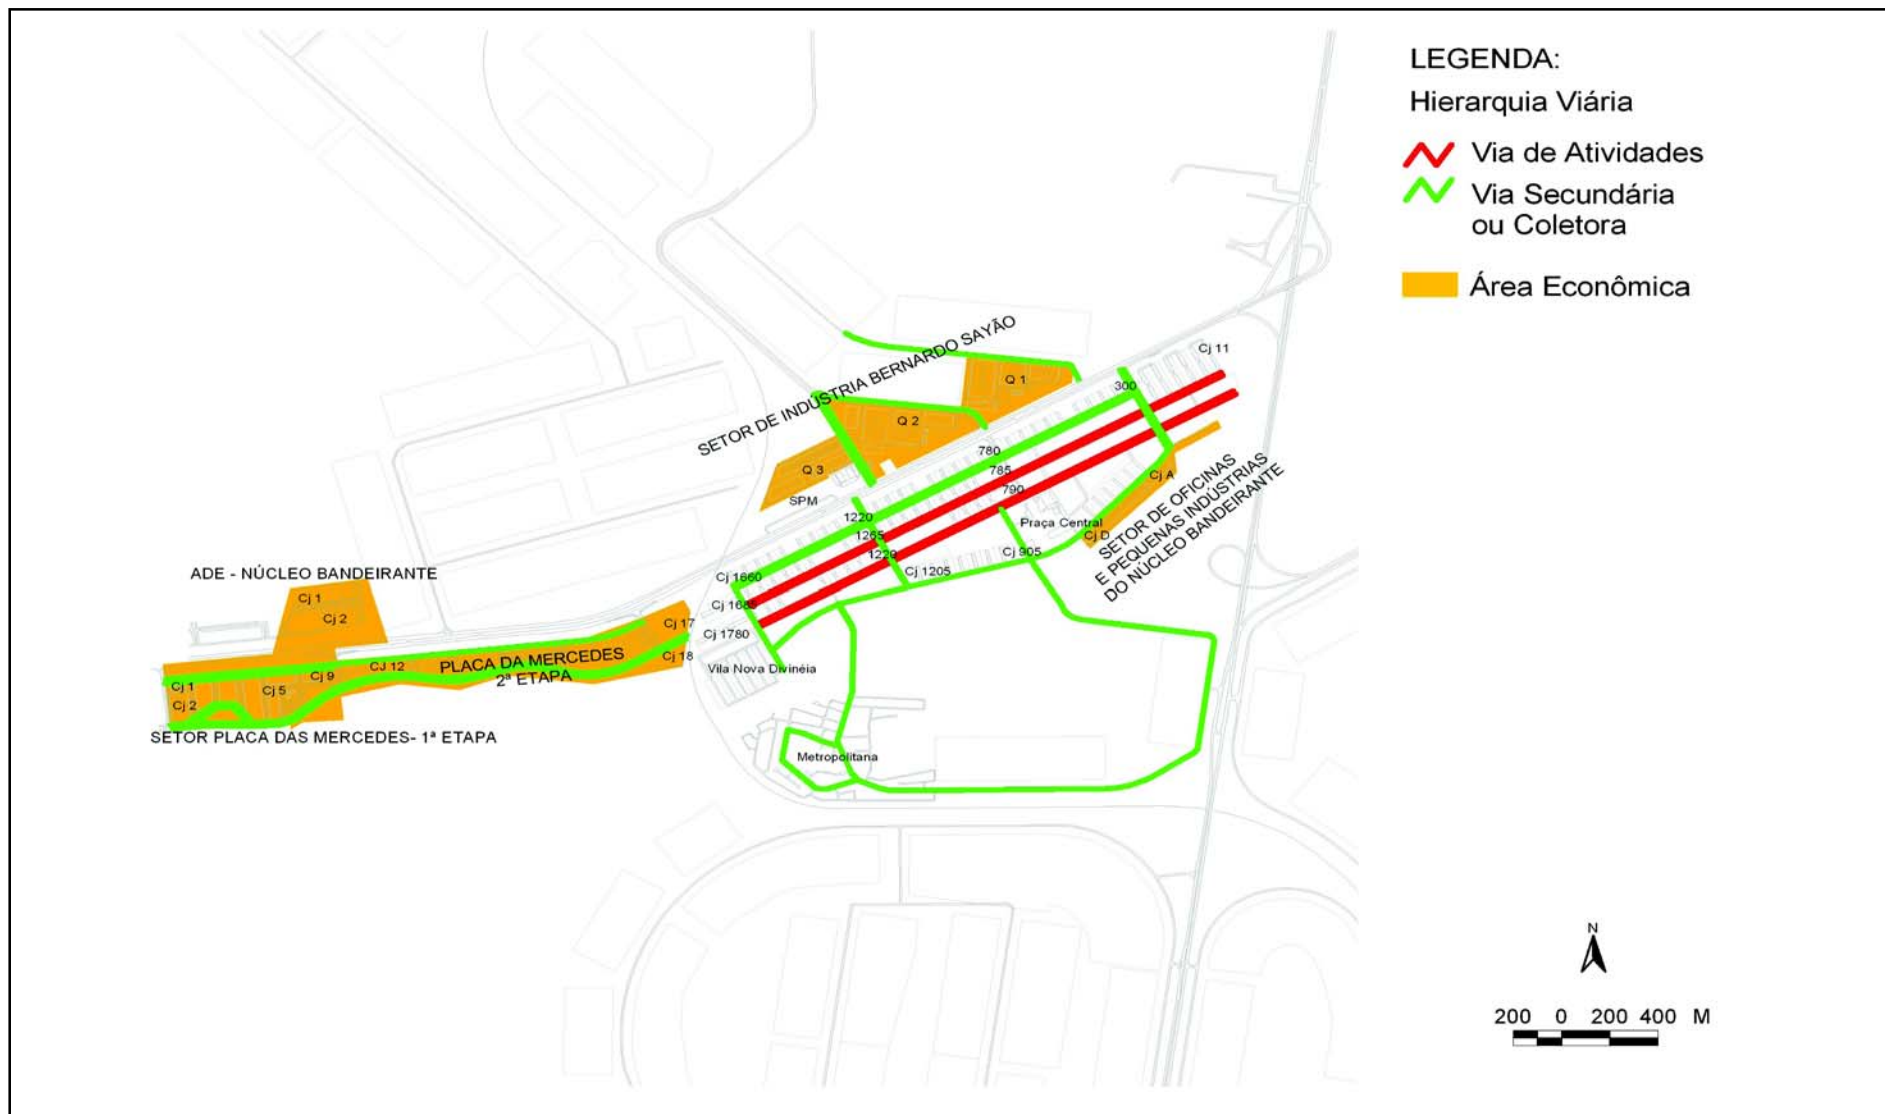 LEGENDA:
Hierarquia Viária
Via de Atividades
Via Secundária
ou Coletora
Área Econômica
SETOR DE INDÚSTRIA BERNARDO SAYÃO
Cj 11
Q 1
300
Q 2
780
Q 3
785
Cj A
SPM
790
1220
Praça Central
1265
Cj D
1220
Cj 905
SETOR DE OFICINAS
E PEQUENAS INDÚSTRIAS
DO NÚCLEO BANDEIRANTE
Cj 1205
ADE - NÚCLEO BANDEIRANTE
Cj 1660
Cj 1
Cj 1685
Cj 2
Cj 17
Cj 1780
Cj 18
PLACA DA MERCEDES
2ª ETAPA
CJ 12
Vila Nova Divinéia
Cj 9
Cj 5
Cj 1
Cj 2
SETOR PLACA DAS MERCEDES- 1ª ETAPA
Metropolitana
N
200 0 200 400 M